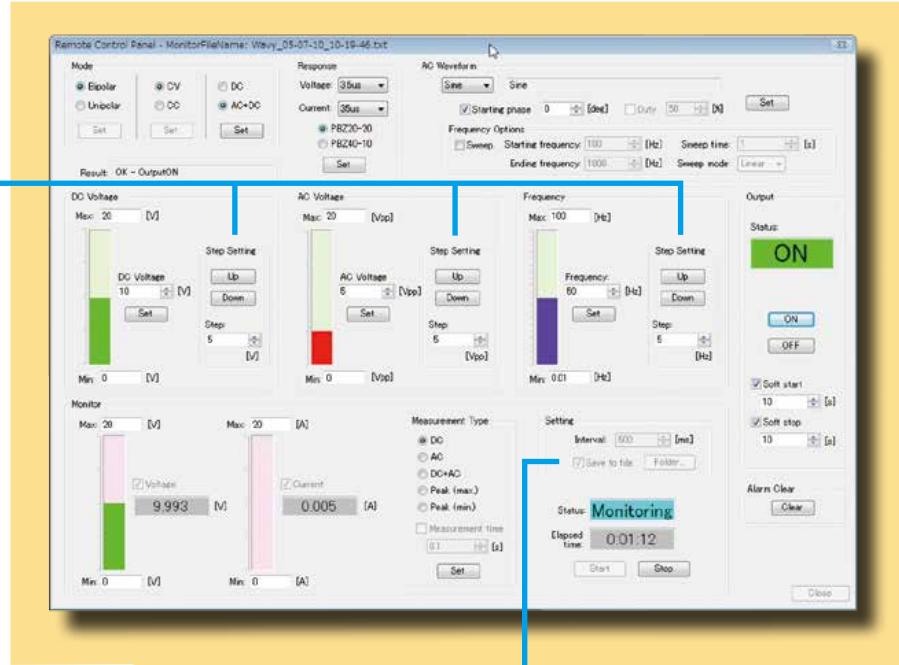 Remote Control Panel - MonitorFileName: Wavy_05-07-10_10-19-46.txt
Mode
Bipolar CV DC
Unipolar CC AC+DC
Set Set Set
Result: OK - OutputON
Response
Voltage: 35us
Current: 35us
PBZ20-20
PBZ40-10
Set
AC Waveform
Sine Sine
Starting phase 0 [deg] Duty 50 [%] Set
Frequency Options
Sweep Starting frequency: 100 [Hz] Sweep time: 1 [s]
Ending frequency: 1000 [Hz] Sweep mode: Linear
DC Voltage
Max: 20 [V]
Step Setting
Up
DC Voltage
10 [V]
Down
Set
Step:
5
[V]
Min: 0 [V]
AC Voltage
Max: 20 [Vpp]
Step Setting
Up
AC Voltage
5 [Vpp]
Down
Set
Step:
5
[Vpp]
Min: 0 [Vpp]
Frequency
Max: 100 [Hz]
Step Setting
Up
Frequency:
50 [Hz]
Down
Set
Step:
5
[Hz]
Min: 0.01 [Hz]
Output
Status:
ON
ON
OFF
Soft start
10 [s]
Soft stop
10 [s]
Alarm Clear
Clear
Monitor
Max: 20 [V] Max: 20 [A]
Voltage Current
9.993 [V] 0.005 [A]
Min: 0 [V] Min: 0 [A]
Measurement Type
DC
AC
DC+AC
Peak (max.)
Peak (min.)
Measurement time
0.1 [s]
Set
Setting
Interval: 500 [ms]
Save to file Folder...
Status: Monitoring
Elapsed time: 0:01:12
Start Stop
Close